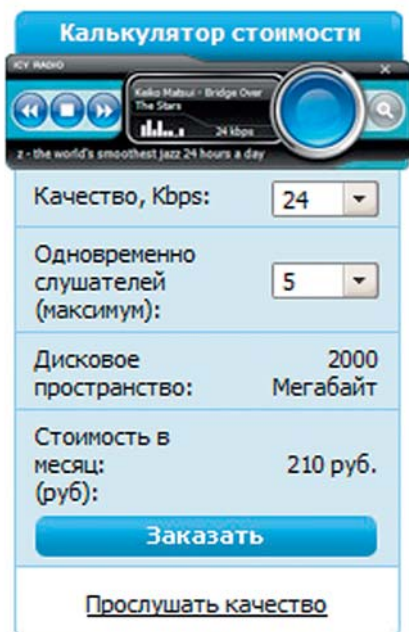 Калькулятор стоимости
ICY RADIO
Keiko Matsui - Bridge Over
The Stars
24 kbps
z - the world's smoothest jazz 24 hours a day
Качество, Kbps: 24
Одновременно
слушателей
(максимум): 5
Дисковое
пространство: 2000
Мегабайт
Стоимость в
месяц:
(руб): 210 руб.
Заказать
Прослушать качество